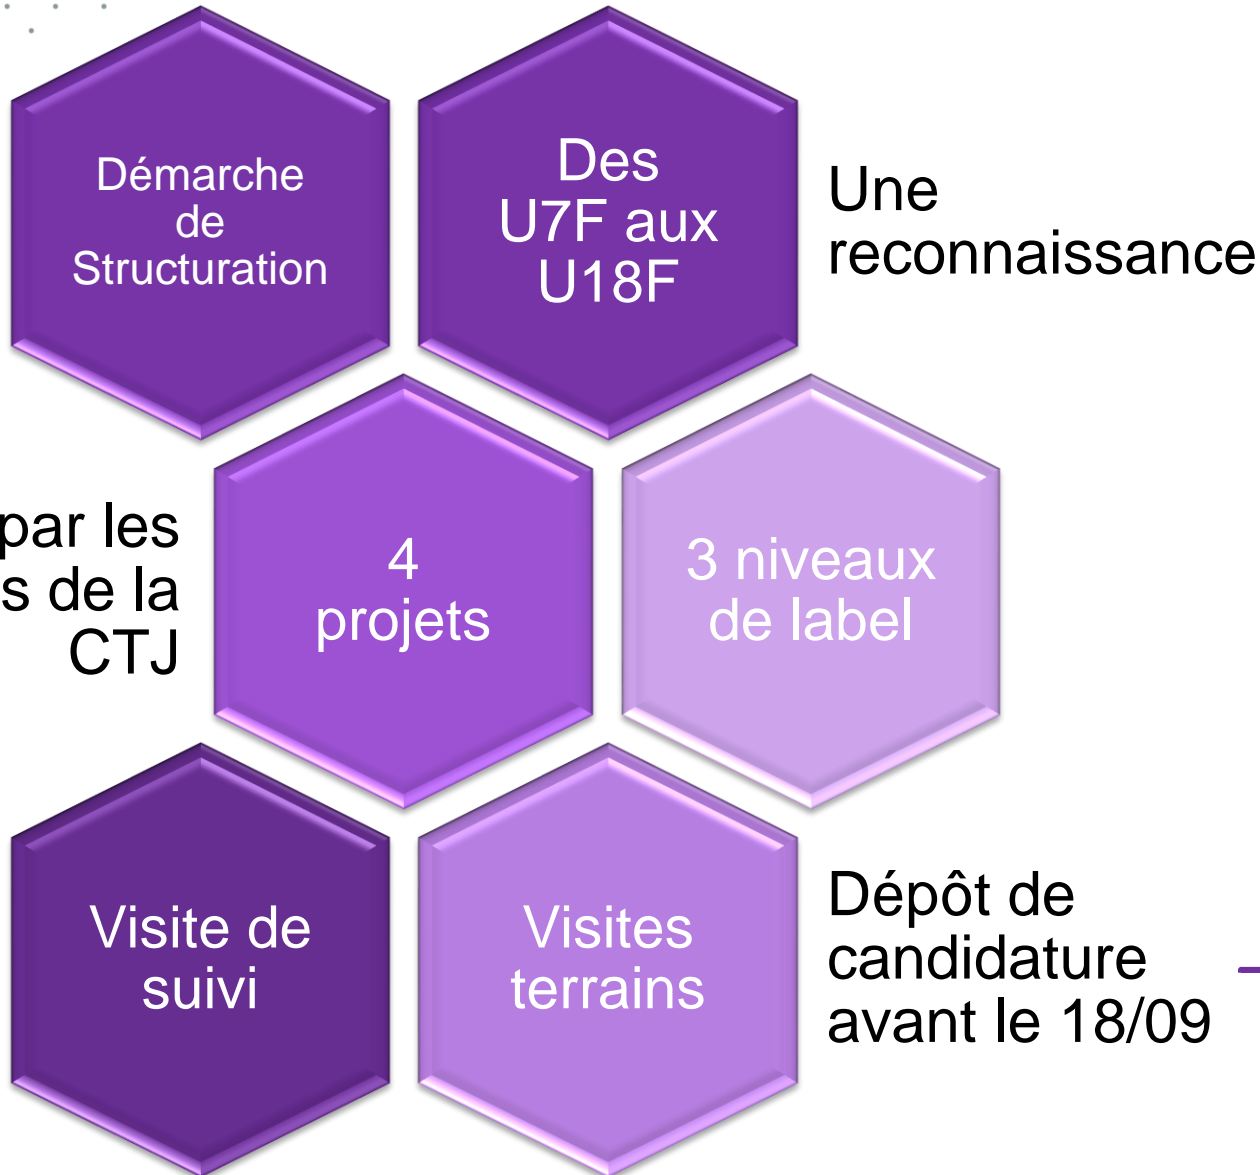 Démarche
de
Structuration
Des
U7F aux
U18F
Une
reconnaissance
par les
s de la
CTJ
4
projets
3 niveaux
de label
Visite de
suivi
Visites
terrains
Dépôt de
candidature
avant le 18/09